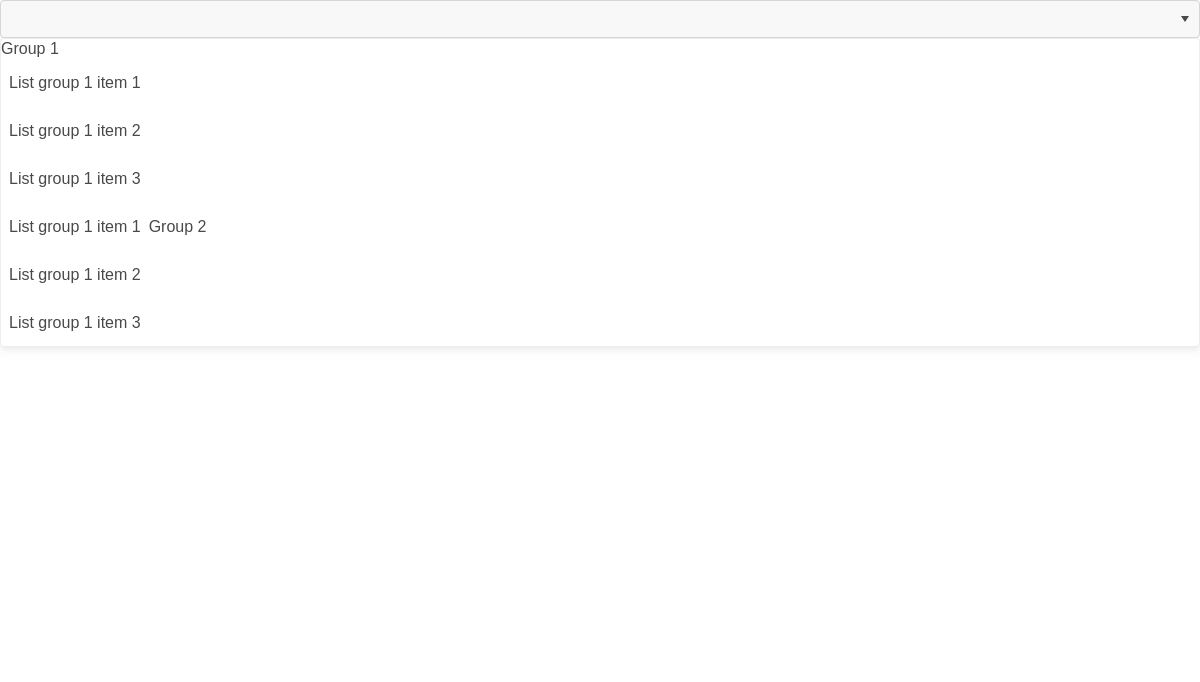 Group 1
List group 1 item 1
List group 1 item 2
List group 1 item 3
List group 1 item 1 Group 2
List group 1 item 2
List group 1 item 3